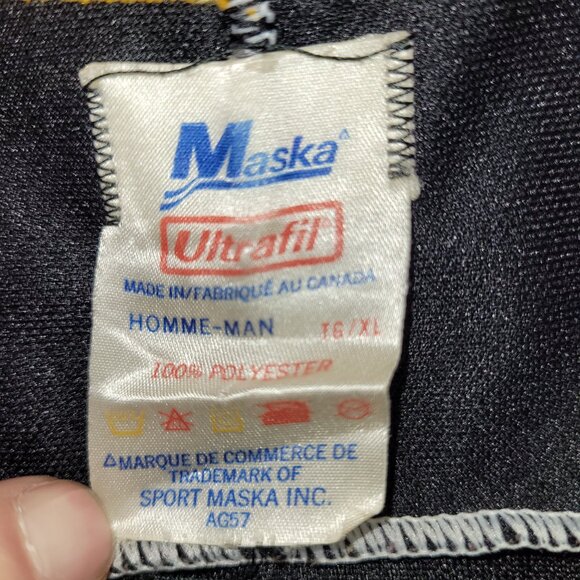 Maska△
Ultrafil
MADE IN/FABRIQUÉ AU CANADA
HOMME-MAN TG/XL
100% POLYESTER
△MARQUE DE COMMERCE DE
TRADEMARK OF
SPORT MASKA INC.
AG57